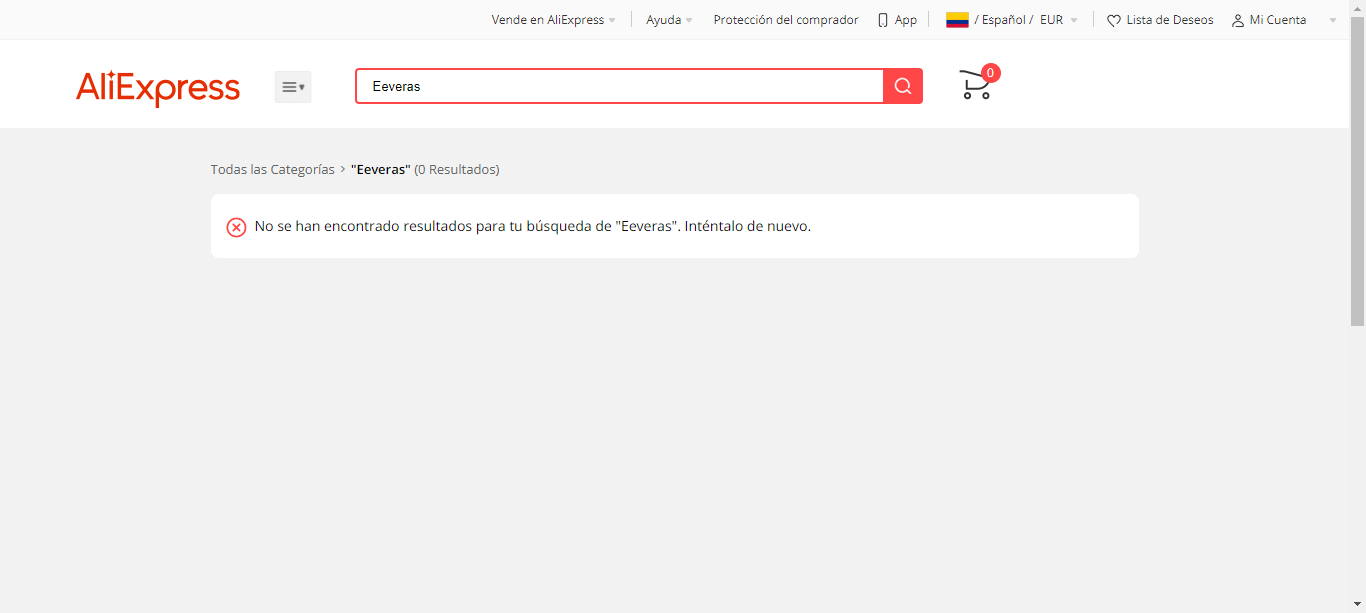 Vende en AliExpress Ayuda Protección del comprador App / Español / EUR Lista de Deseos Mi Cuenta
AliExpress Eeveras 0
Todas las Categorías > "Eeveras" (0 Resultados)
No se han encontrado resultados para tu búsqueda de "Eeveras". Inténtalo de nuevo.